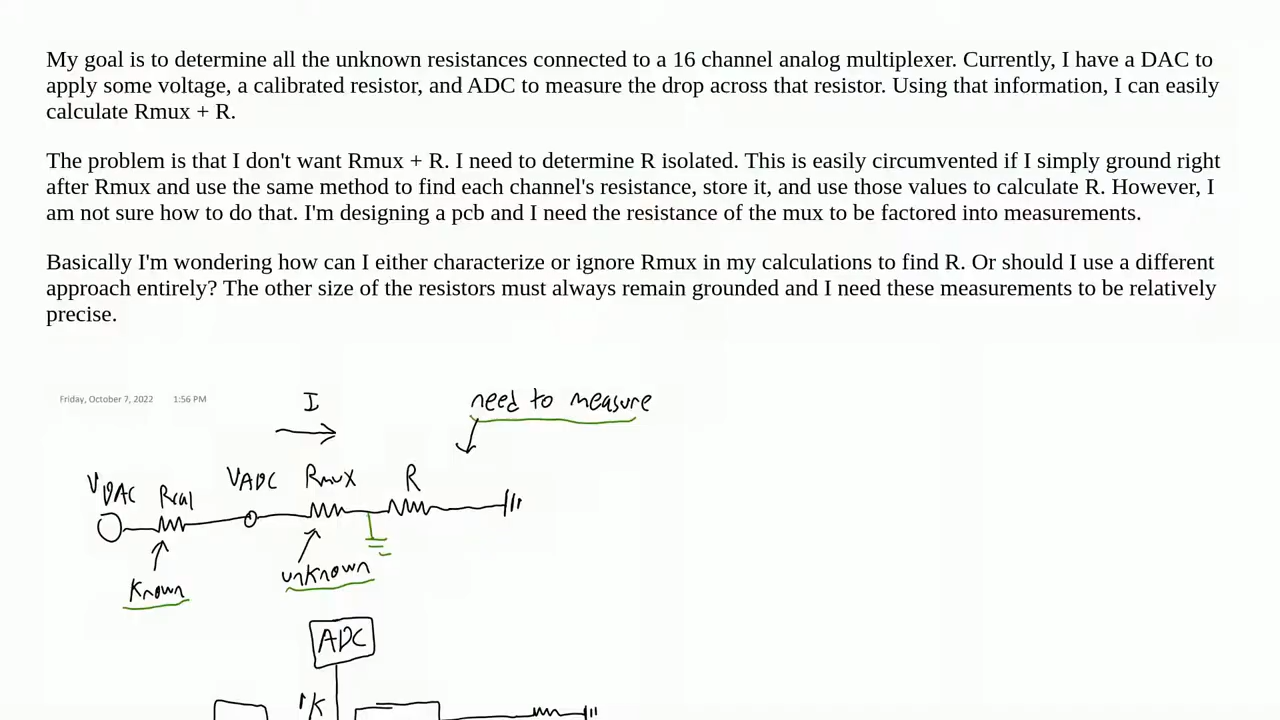 My goal is to determine all the unknown resistances connected to a 16 channel analog multiplexer. Currently, I have a DAC to
apply some voltage, a calibrated resistor, and ADC to measure the drop across that resistor. Using that information, I can easily
calculate Rmux + R.
The problem is that I don't want Rmux + R. I need to determine R isolated. This is easily circumvented if I simply ground right
after Rmux and use the same method to find each channel's resistance, store it, and use those values to calculate R. However, I
am not sure how to do that. I'm designing a pcb and I need the resistance of the mux to be factored into measurements.
Basically I'm wondering how can I either characterize or ignore Rmux in my calculations to find R. Or should I use a different
approach entirely? The other size of the resistors must always remain grounded and I need these measurements to be relatively
precise.
Friday, October 7, 2022 1:56 PM
I
need to measure
VDAC Rcal VADC Rmux R
unknown
Known
ADC
1K